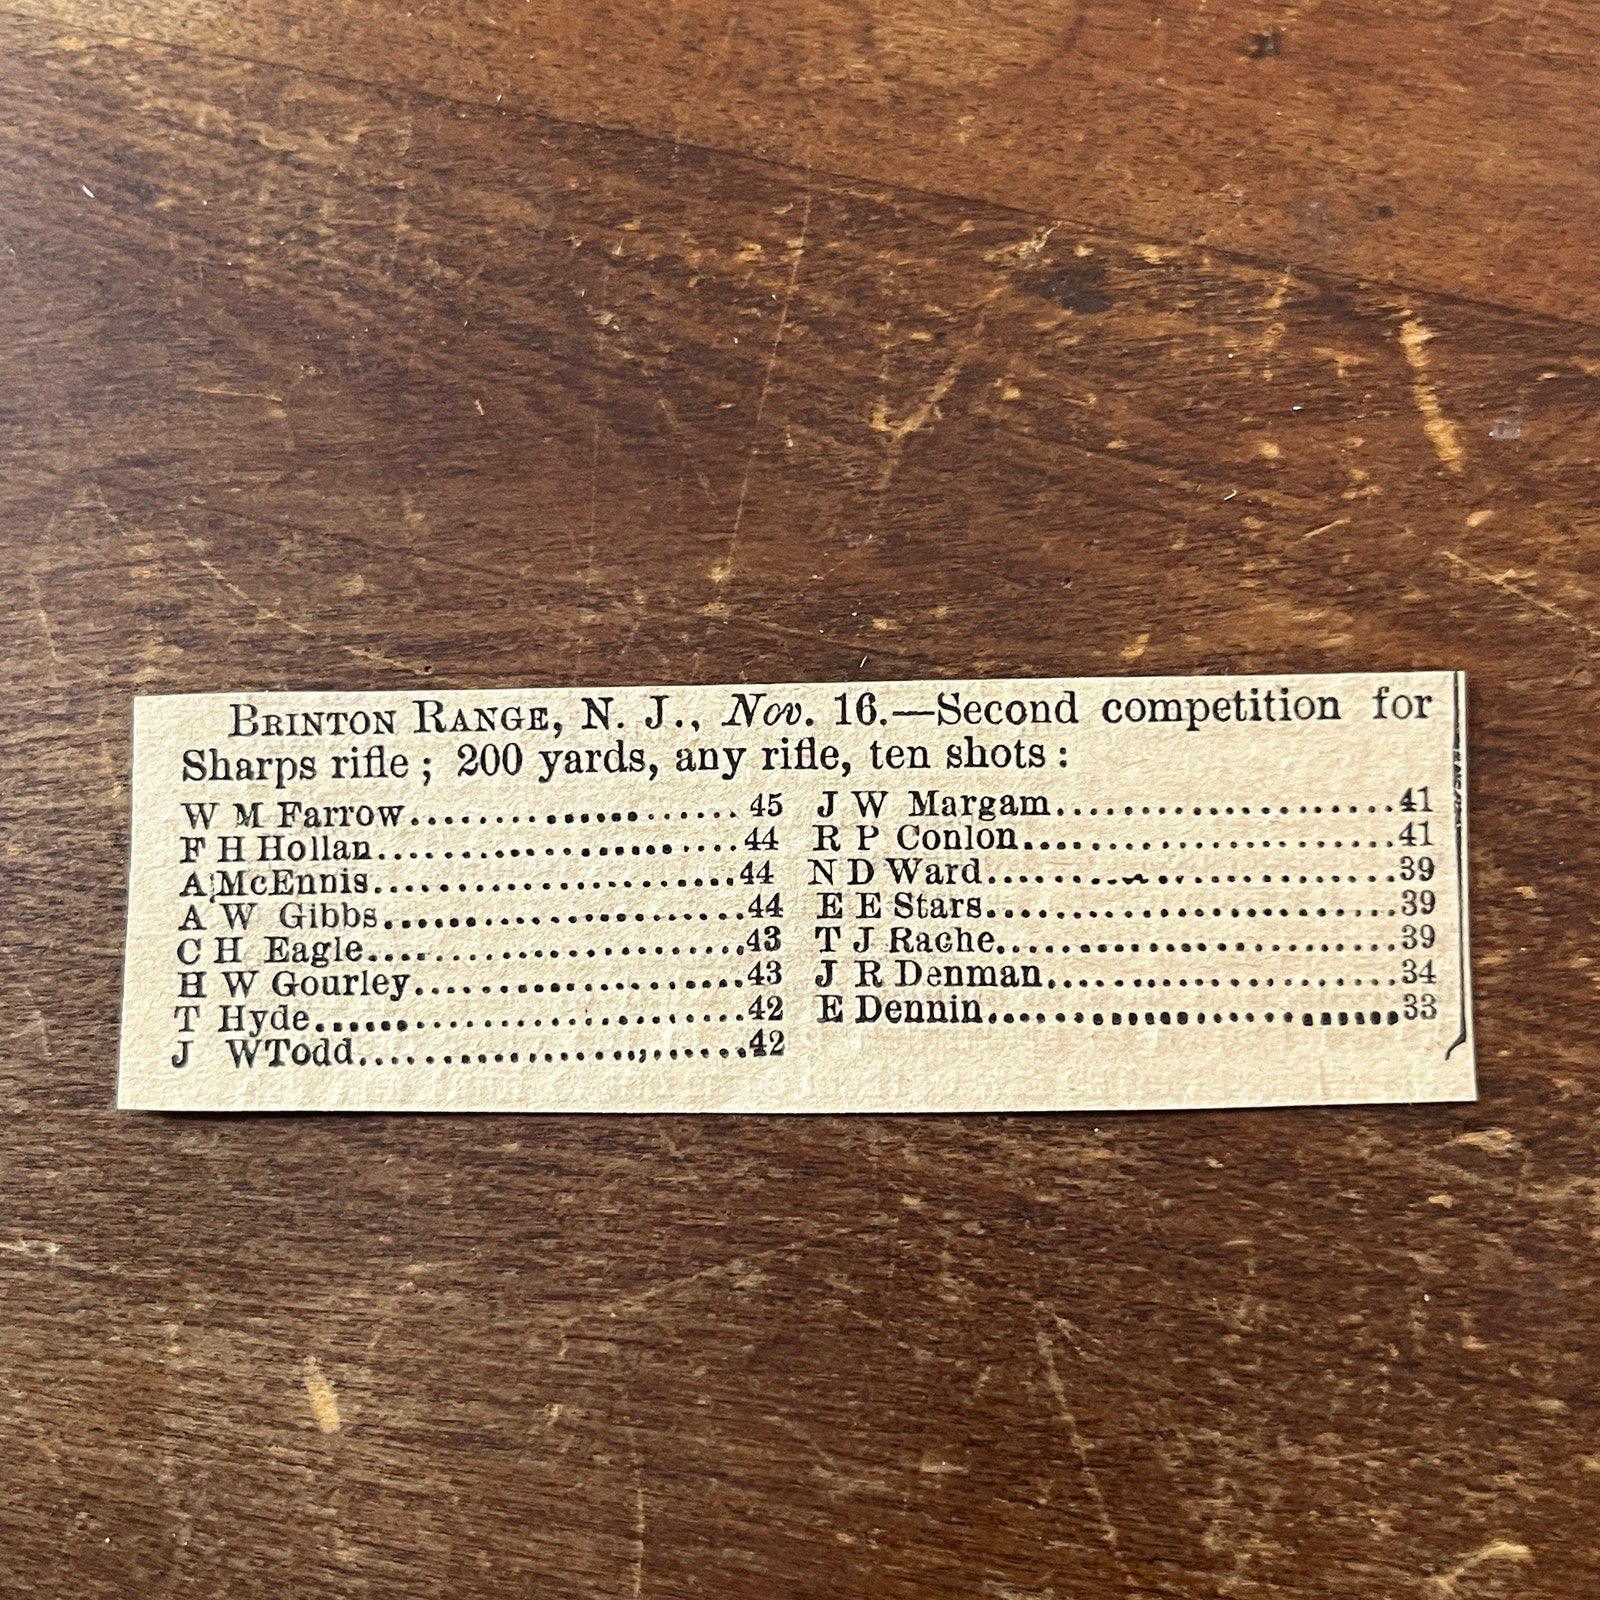 BRINTON RANGE, N. J., Nov. 16.—Second competition for
Sharps rifle; 200 yards, any rifle, ten shots:
W M Farrow.......................... 45
F H Hollan..........................44
A McEnnis..........................44
A W Gibbs..........................44
C H Eagle..........................43
H W Gourley..........................43
T Hyde..........................42
J WTodd..........................42
J W Margam..........................41
R P Conlon..........................41
N D Ward..........................39
E E Stars..........................39
T J Rache..........................39
J R Denman..........................34
E Dennin..........................33